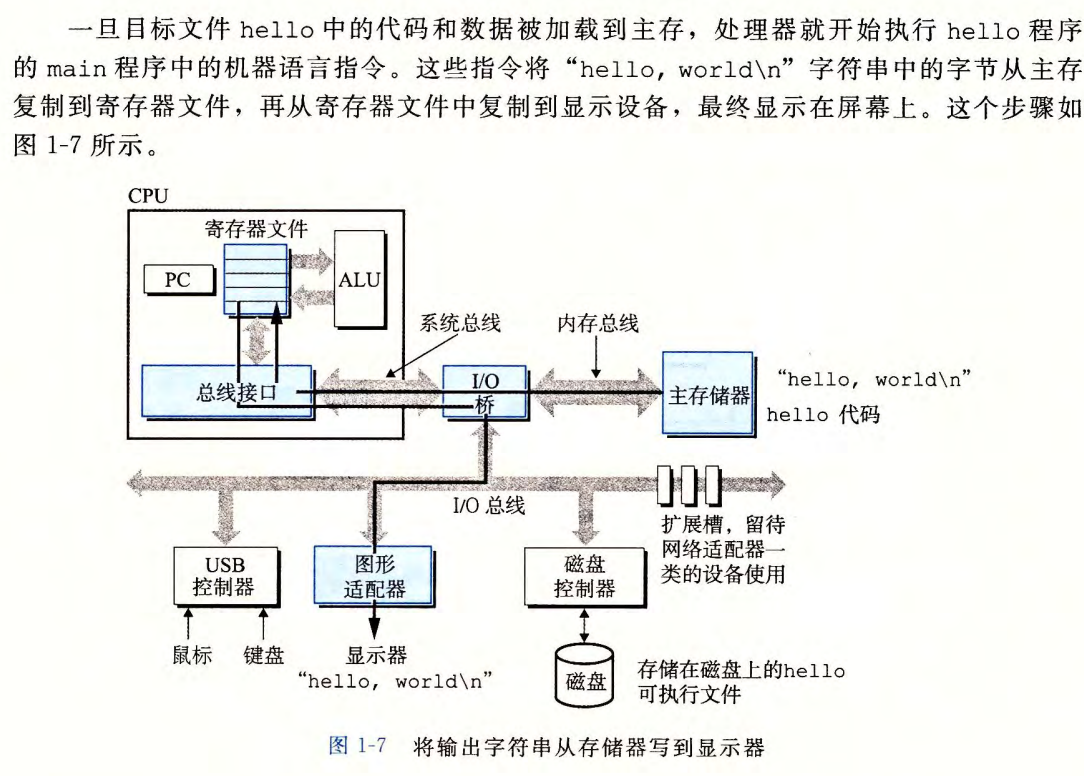 一旦目标文件 hello 中的代码和数据被加载到主存，处理器就开始执行 hello 程序
的 main 程序中的机器语言指令。这些指令将“hello, world\n”字符串中的字节从主存
复制到寄存器文件，再从寄存器文件中复制到显示设备，最终显示在屏幕上。这个步骤如
图 1-7 所示。
CPU
寄存器文件
PC
ALU
系统总线
内存总线
总线接口
I/O
桥
主存储器
“hello, world\n”
hello 代码
I/O 总线
扩展槽，留待
网络适配器一
类的设备使用
USB
控制器
图形
适配器
磁盘
控制器
鼠标
键盘
显示器
“hello, world\n”
磁盘
存储在磁盘上的hello
可执行文件
图 1-7 将输出字符串从存储器写到显示器